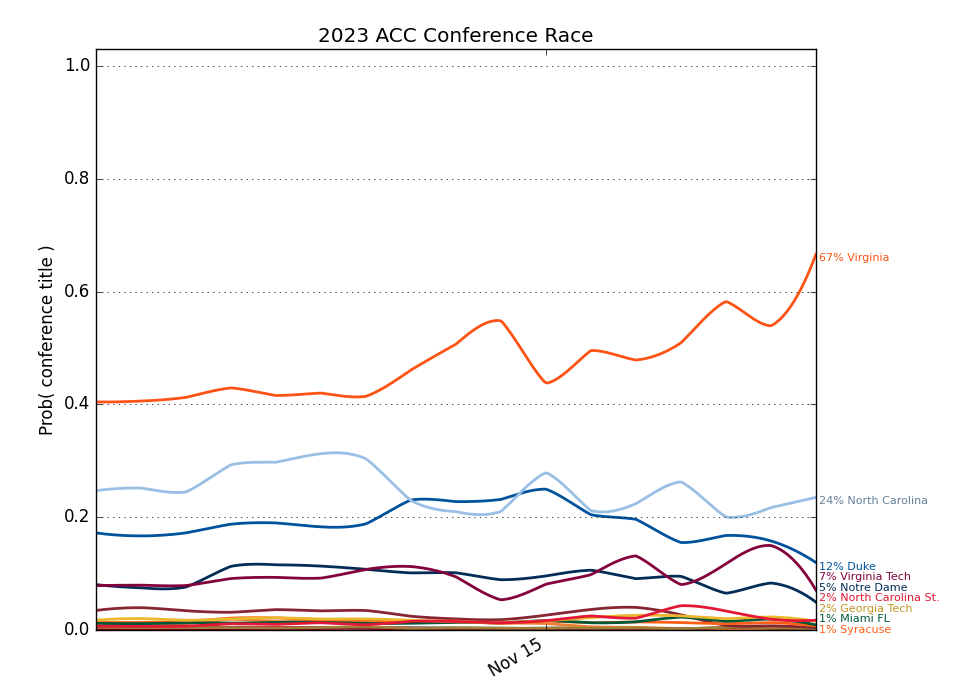 2023 ACC Conference Race
Prob( conference title )
1.0
0.8
0.6
0.4
0.2
0.0
Nov 15
67% Virginia
24% North Carolina
12% Duke
7% Virginia Tech
5% Notre Dame
2% North Carolina St.
2% Georgia Tech
1% Miami FL
1% Syracuse